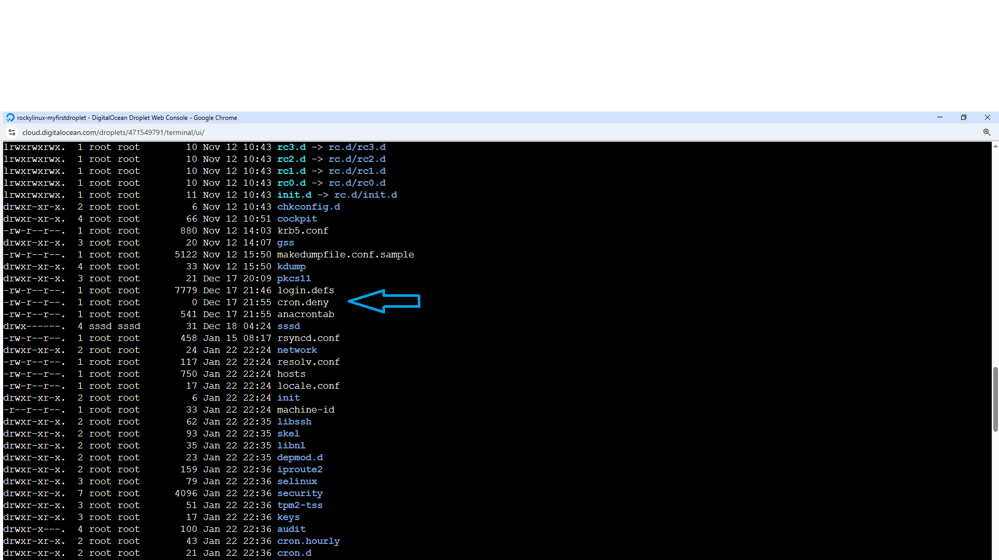 rockylinux-myfirstdroplet - DigitalOcean Droplet Web Console - Google Chrome
cloud.digitalocean.com/droplets/471549791/terminal/ui/
lrwxrwxrwx.  1 root root        10 Nov 12 10:43 rc3.d -> rc.d/rc3.d
lrwxrwxrwx.  1 root root        10 Nov 12 10:43 rc2.d -> rc.d/rc2.d
lrwxrwxrwx.  1 root root        10 Nov 12 10:43 rc1.d -> rc.d/rc1.d
lrwxrwxrwx.  1 root root        10 Nov 12 10:43 rc0.d -> rc.d/rc0.d
lrwxrwxrwx.  1 root root        11 Nov 12 10:43 init.d -> rc.d/init.d
drwxr-xr-x.  2 root root         6 Nov 12 10:43 chkconfig.d
drwxr-xr-x.  4 root root        66 Nov 12 10:51 cockpit
-rw-r--r--.  1 root root       880 Nov 12 14:03 krb5.conf
drwxr-xr-x.  3 root root        20 Nov 12 14:07 gss
-rw-r--r--.  1 root root      5122 Nov 12 15:50 makedumpfile.conf.sample
drwxr-xr-x.  4 root root        33 Nov 12 15:50 kdump
drwxr-xr-x.  3 root root        21 Dec 17 20:09 pkcs11
-rw-r--r--.  1 root root      7779 Dec 17 21:46 login.defs
-rw-r--r--.  1 root root         0 Dec 17 21:55 cron.deny
-rw-r--r--.  1 root root       541 Dec 17 21:55 anacrontab
drwx------.  4 sssd sssd        31 Dec 18 04:24 sssd
-rw-r--r--.  1 root root       458 Jan 15 08:17 rsyncd.conf
drwxr-xr-x.  2 root root        24 Jan 22 22:24 network
-rw-r--r--.  1 root root       117 Jan 22 22:24 resolv.conf
-rw-r--r--.  1 root root       750 Jan 22 22:24 hosts
-rw-r--r--.  1 root root        17 Jan 22 22:24 locale.conf
drwxr-xr-x.  2 root root         6 Jan 22 22:24 init
-r--r--r--.  1 root root        33 Jan 22 22:24 machine-id
drwxr-xr-x.  2 root root        62 Jan 22 22:35 libssh
drwxr-xr-x.  2 root root        93 Jan 22 22:35 skel
drwxr-xr-x.  2 root root        35 Jan 22 22:35 libnl
drwxr-xr-x.  2 root root        23 Jan 22 22:35 depmod.d
drwxr-xr-x.  2 root root       159 Jan 22 22:36 iproute2
drwxr-xr-x.  3 root root        79 Jan 22 22:36 selinux
drwxr-xr-x.  7 root root      4096 Jan 22 22:36 security
drwxr-xr-x.  3 root root        51 Jan 22 22:36 tpm2-tss
drwxr-xr-x.  3 root root        17 Jan 22 22:36 keys
drwxr-x---.  4 root root       100 Jan 22 22:36 audit
drwxr-xr-x.  2 root root        43 Jan 22 22:36 cron.hourly
drwxr-xr-x.  2 root root        21 Jan 22 22:36 cron.d